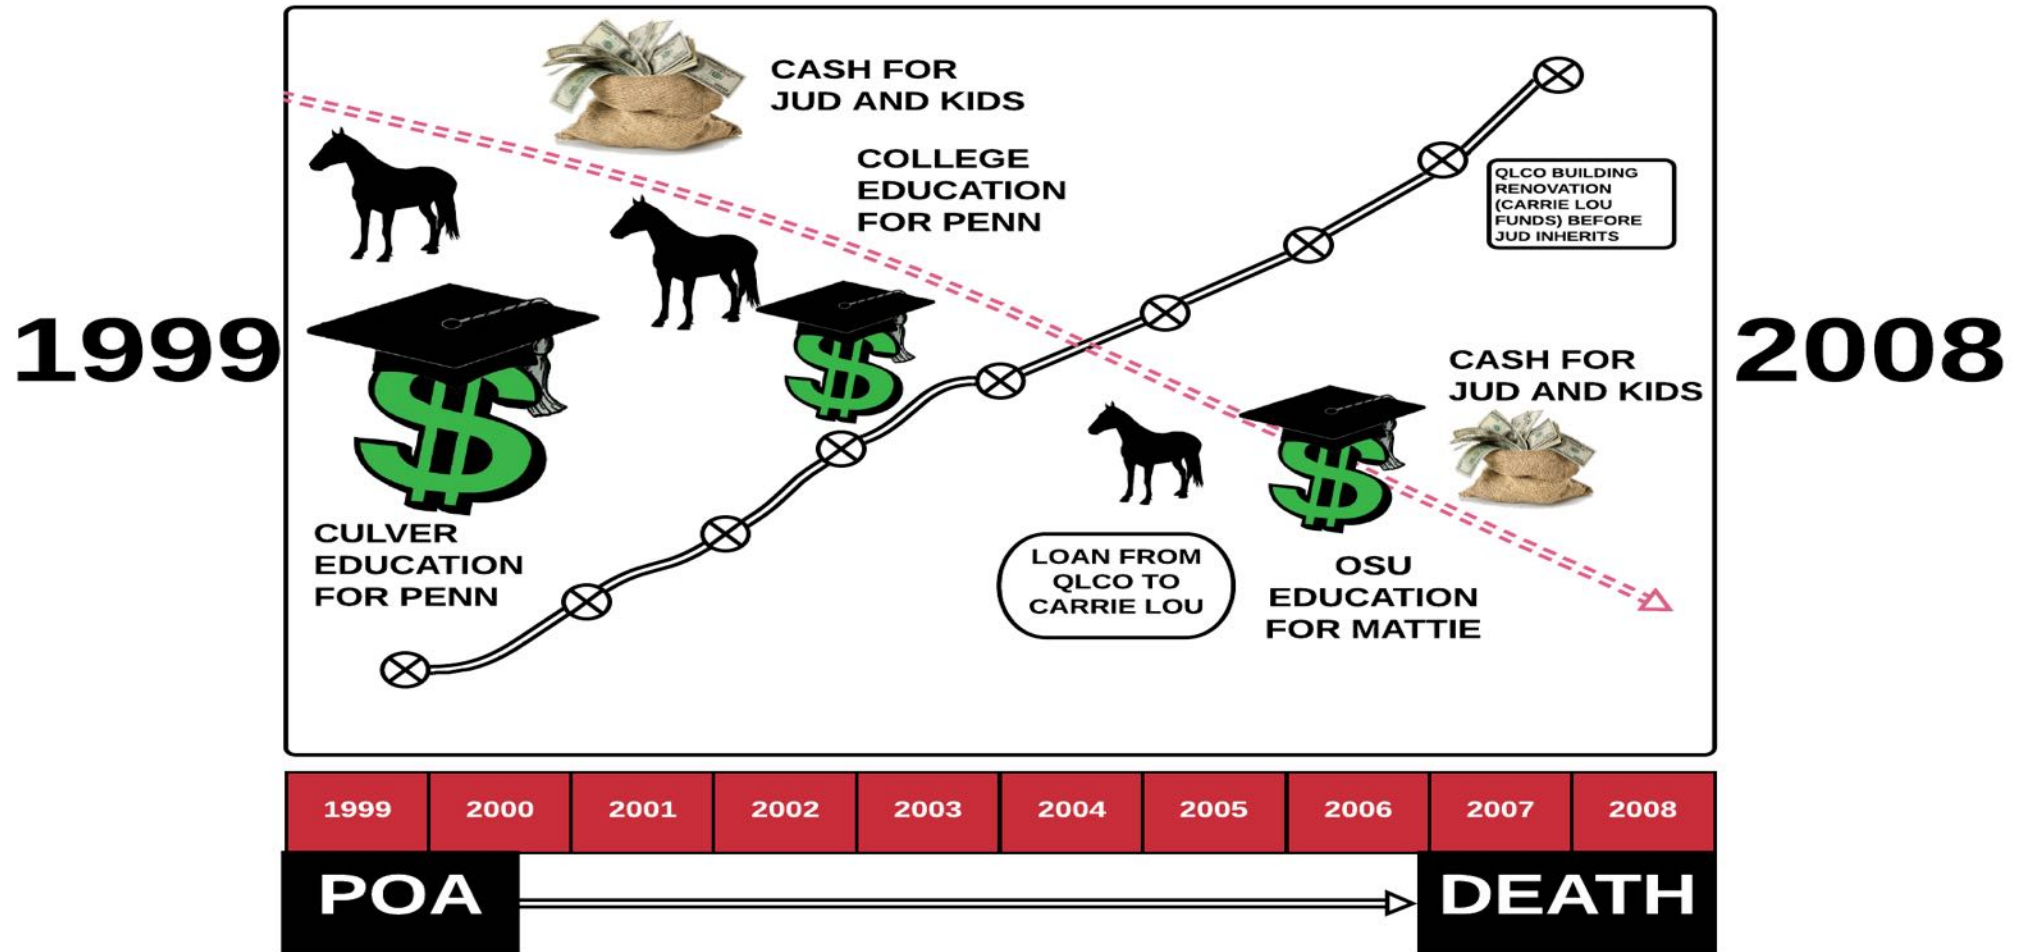 CASH FOR
JUD AND KIDS
COLLEGE
EDUCATION
FOR PENN
QLCO BUILDING
RENOVATION
(CARRIE LOU
FUNDS) BEFORE
JUD INHERITS
1999
2008
CASH FOR
JUD AND KIDS
CULVER
EDUCATION
FOR PENN
LOAN FROM
QLCO TO
CARRIE LOU
OSU
EDUCATION
FOR MATTIE
1999 2000 2001 2002 2003 2004 2005 2006 2007 2008
POA DEATH